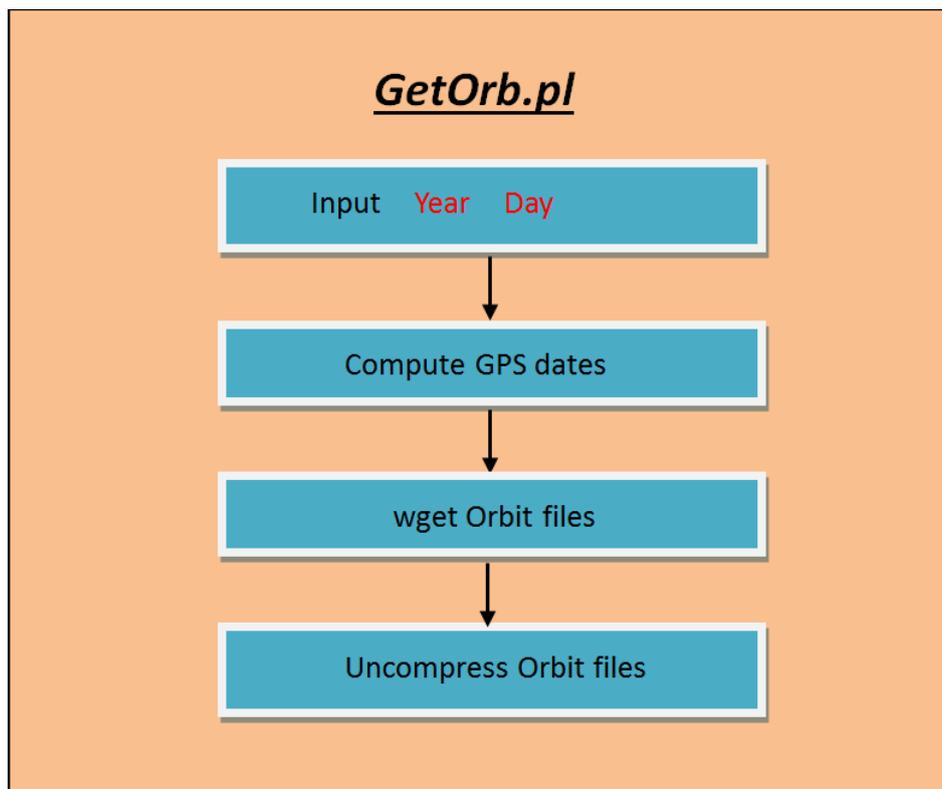 GetOrb.pl
Input Year Day
Compute GPS dates
wget Orbit files
Uncompress Orbit files